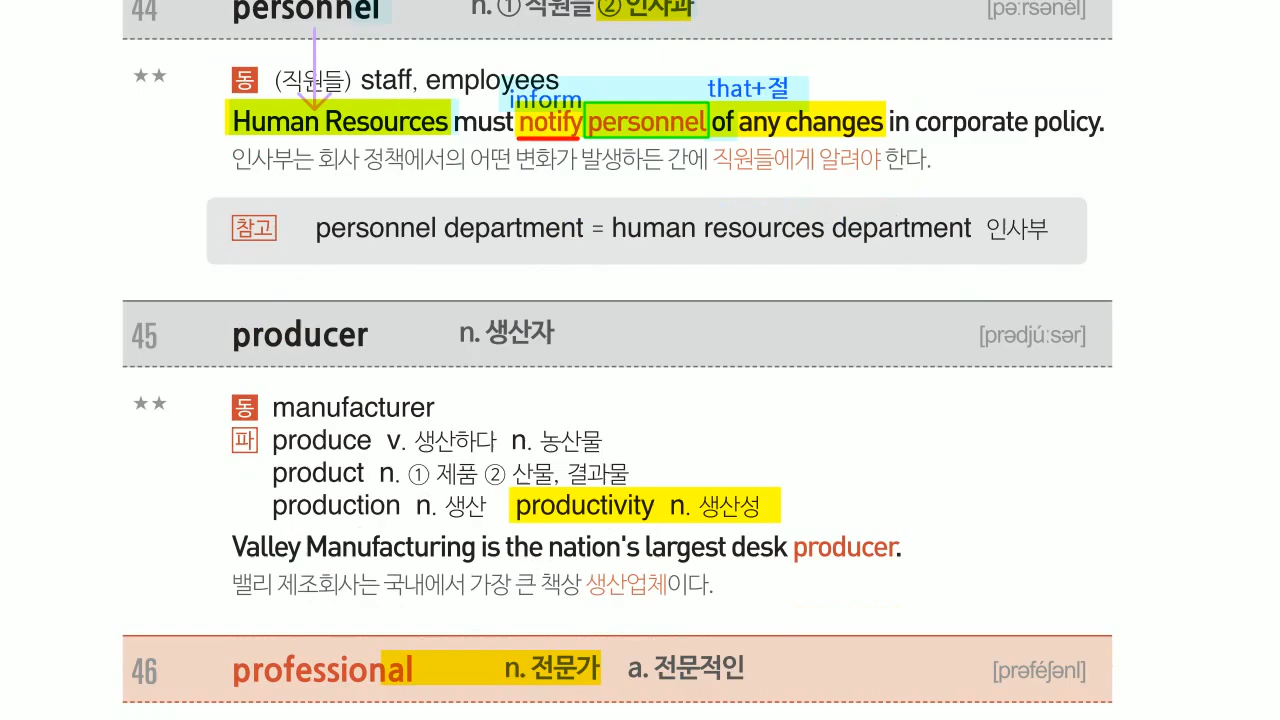 44 personnel n. ① 직원들 ② 인사과 [pəːrsənél]
★★ 동 (직원들) staff, employees
inform that+절
Human Resources must notify personnel of any changes in corporate policy.
인사부는 회사 정책에서의 어떤 변화가 발생하든 간에 직원들에게 알려야 한다.
참고 personnel department = human resources department 인사부
45 producer n. 생산자 [prədjúːsər]
★★ 동 manufacturer
파 produce v. 생산하다 n. 농산물
product n. ① 제품 ② 산물, 결과물
production n. 생산 productivity n. 생산성
Valley Manufacturing is the nation's largest desk producer.
밸리 제조회사는 국내에서 가장 큰 책상 생산업체이다.
46 professional n. 전문가 a. 전문적인 [prəféʃənl]